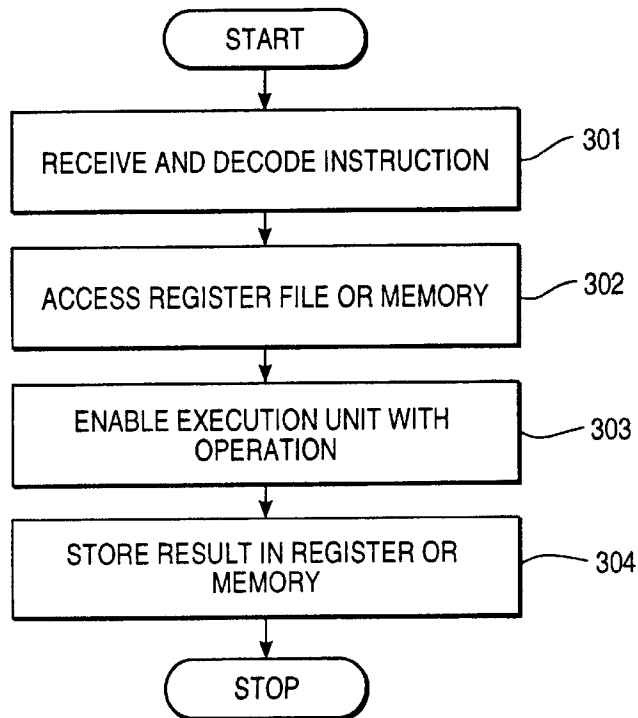 START
RECEIVE AND DECODE INSTRUCTION
301
ACCESS REGISTER FILE OR MEMORY
302
ENABLE EXECUTION UNIT WITH
OPERATION
303
STORE RESULT IN REGISTER OR
MEMORY
304
STOP